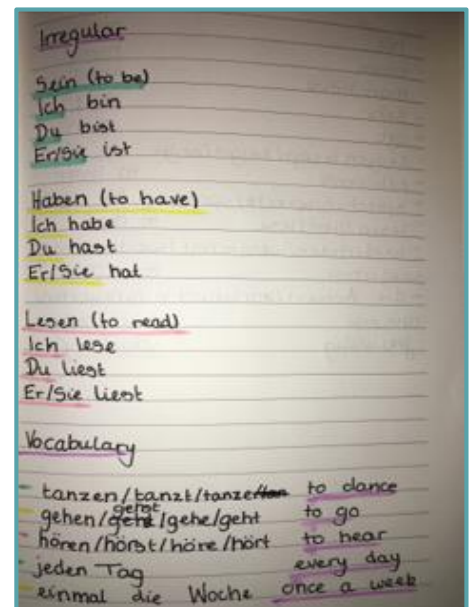 Irregular
Sein (to be)
Ich bin
Du bist
Er/Sie ist
Haben (to have)
Ich habe
Du hast
Er/Sie hat
Lesen (to read)
Ich lese
Du liest
Er/Sie liest
Vocabulary
- tanzen/tanzt/tanze to dance
- gehen/gehst/gehe/geht to go
- hören/hörst/höre/hört to hear
- jeden Tag every day
- einmal die Woche once a week